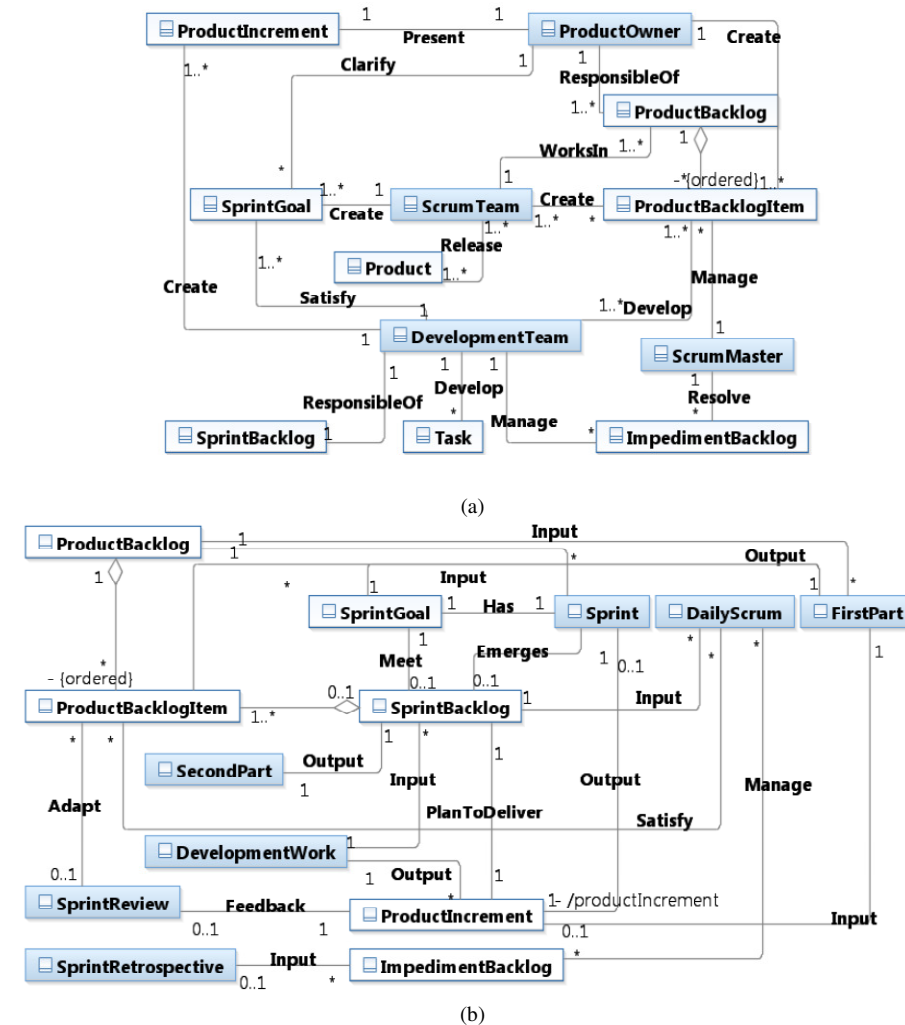 1 1
ProductIncrement ProductOwner
Present 1 Create
1..* Clarify 1 1 ResponsibleOf
1..* ProductBacklog
WorksIn 1..* 1
* 1 -*{ordered} 1..*
SprintGoal 1..* 1 ScrumTeam Create ProductBacklogItem
Create 1..* *
1..* 1..* 1..* *
Release
Product 1..* Manage
Create Satisfy 1..* Develop
1 1 1
DevelopmentTeam ScrumMaster
1 1 1 1
Develop Resolve
ResponsibleOf * Manage * *
SprintBacklog 1 Task ImpedimentBacklog
(a)
ProductBacklog 1 Input
1 * Output
1 * 1 Input 1 *
SprintGoal 1 Has 1 Sprint DailyScrum FirstPart
1 Emerges 1 0..1 * * * 1
Meet
* 0..1 0..1 0..1
- {ordered}
ProductBacklogItem 1..* SprintBacklog 1 Input
* * 1 * 1
SecondPart Output Input Output Manage
1
Adapt PlanToDeliver Satisfy
DevelopmentWork 1
0..1 1 Output * 1
SprintReview Feedback ProductIncrement 1- /productIncrement
0..1 1 0..1 Input
SprintRetrospective Input ImpedimentBacklog *
0..1 *
(b)